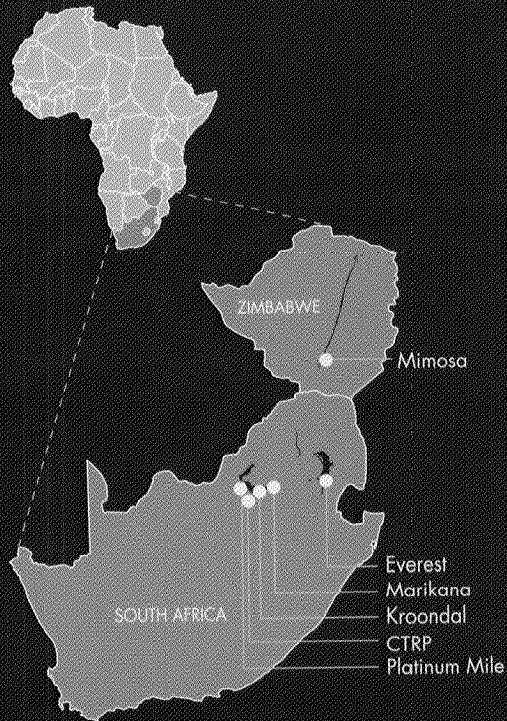 ZIMBABWE
Mimosa
Everest
Marikana
SOUTH AFRICA
Kroondal
CTRP
Platinum Mile